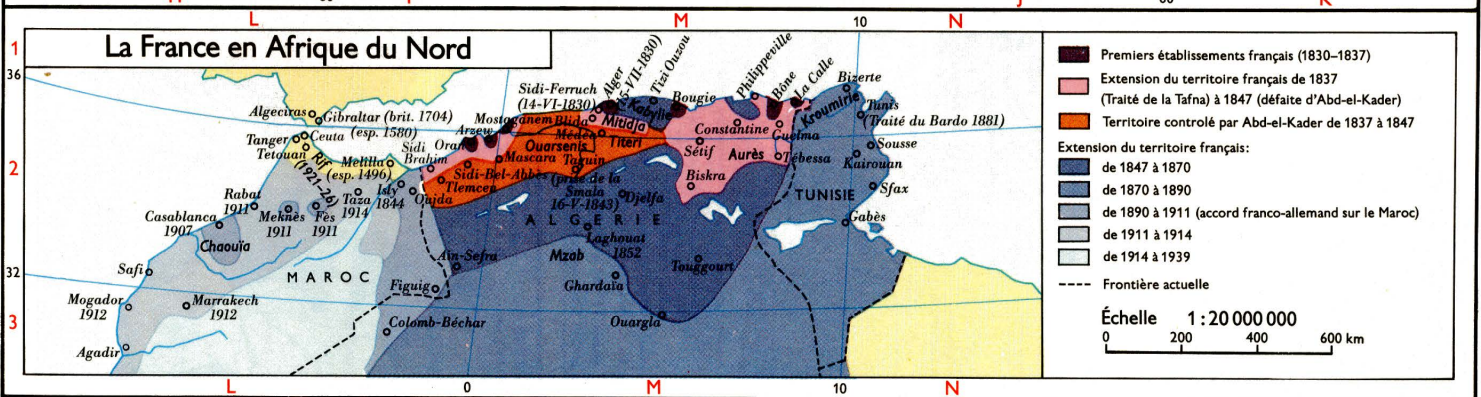 L
M
10
N
1
36
La France en Afrique du Nord
Algeciras
Gibraltar (brit. 1704)
Tanger
Ceuta (esp. 1580)
Tetouan
Rif
(1921-26)
Melilla
(esp. 1496)
Sidi
Brahim
Oran
Arzew
Mostaganem
Sidi-Ferruch
(14-VI-1830)
Alger
(5-VII-1830)
Tizi Ouzou
Kabylie
Bougie
Philippeville
Bône
La Calle
Bizerte
Kroumirie
Tunis
(Traité du Bardo 1881)
Blida
Mitidja
Médéa
Titeri
Ouarsenis
Constantine
Guelma
Sousse
2
Sétif
Aurès
Tébessa
Kairouan
Mascara
Taguin
(prise de la
Smala
16-V-1843)
Sidi-Bel-Abbès
Tlemcen
Isly
1844
Oujda
Taza
1914
Biskra
Djelfa
TUNISIE
Sfax
Rabat
1911
Meknès
1911
Fès
1911
Casablanca
1907
Chaouïa
ALGERIE
Gabès
Laghouat
1852
Mzab
Aïn-Sefra
Touggourt
Safi
32
MAROC
Figuig
Ghardaïa
Mogador
1912
Marrakech
1912
3
Colomb-Béchar
Ouargla
Agadir
L
0
M
10
N
Premiers établissements français (1830-1837)
Extension du territoire français de 1837
(Traité de la Tafna) à 1847 (défaite d'Abd-el-Kader)
Territoire controlé par Abd-el-Kader de 1837 à 1847
Extension du territoire français:
de 1847 à 1870
de 1870 à 1890
de 1890 à 1911 (accord franco-allemand sur le Maroc)
de 1911 à 1914
de 1914 à 1939
Frontière actuelle
Échelle 1:20 000 000
0 200 400 600 km